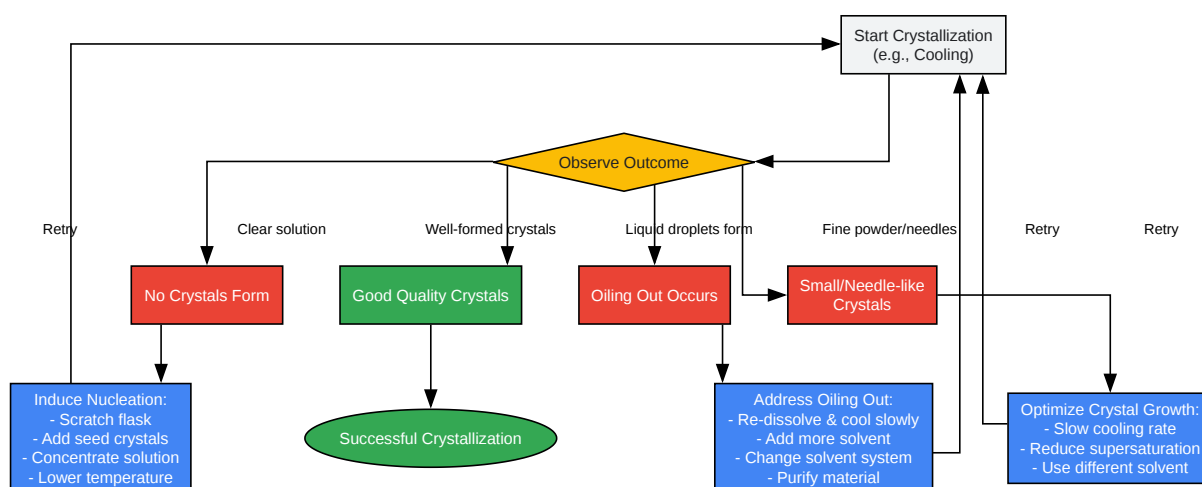 Start Crystallization
(e.g., Cooling)
Observe Outcome
Retry
Clear solution
Well-formed crystals
Liquid droplets form
Fine powder/needles
Retry
Retry
No Crystals Form
Good Quality Crystals
Oiling Out Occurs
Small/Needle-like
Crystals
Induce Nucleation:
- Scratch flask
- Add seed crystals
- Concentrate solution
- Lower temperature
Successful Crystallization
Address Oiling Out:
- Re-dissolve & cool slowly
- Add more solvent
- Change solvent system
- Purify material
Optimize Crystal Growth:
- Slow cooling rate
- Reduce supersaturation
- Use different solvent